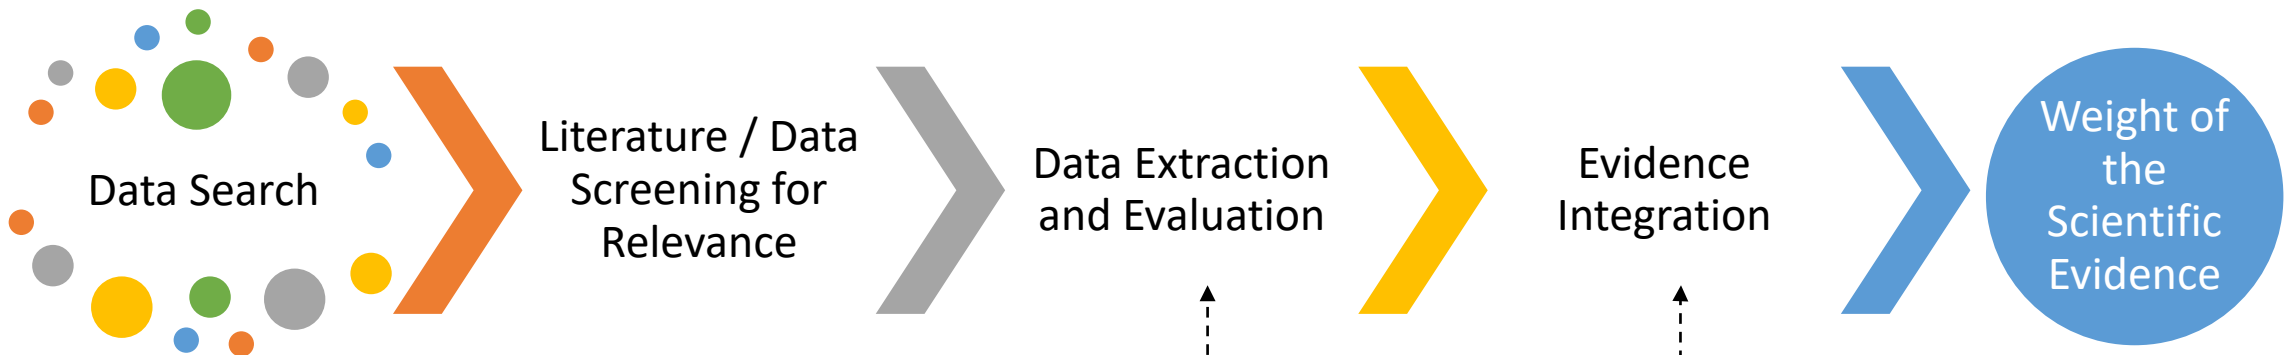 Data Search
Literature / Data
Screening for
Relevance
Data Extraction
and Evaluation
Evidence
Integration
Weight of
the
Scientific
Evidence